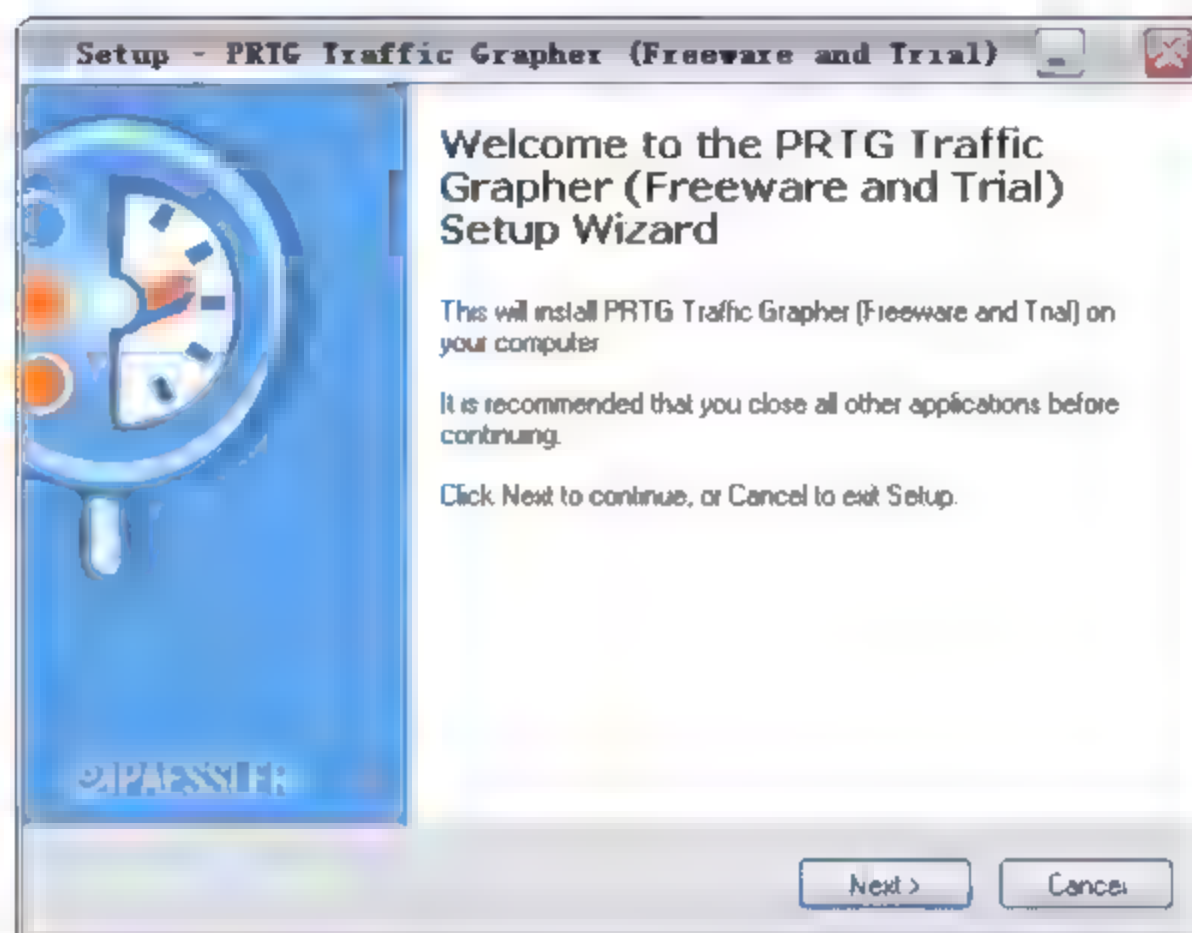 Setup - PRTG Traffic Grapher (Freeware and Trial)
Welcome to the PRTG Traffic
Grapher (Freeware and Trial)
Setup Wizard
This will install PRTG Traffic Grapher (Freeware and Trial) on
your computer
It is recommended that you close all other applications before
continuing.
Click Next to continue, or Cancel to exit Setup.
PAESSLER
Next >
Cancel